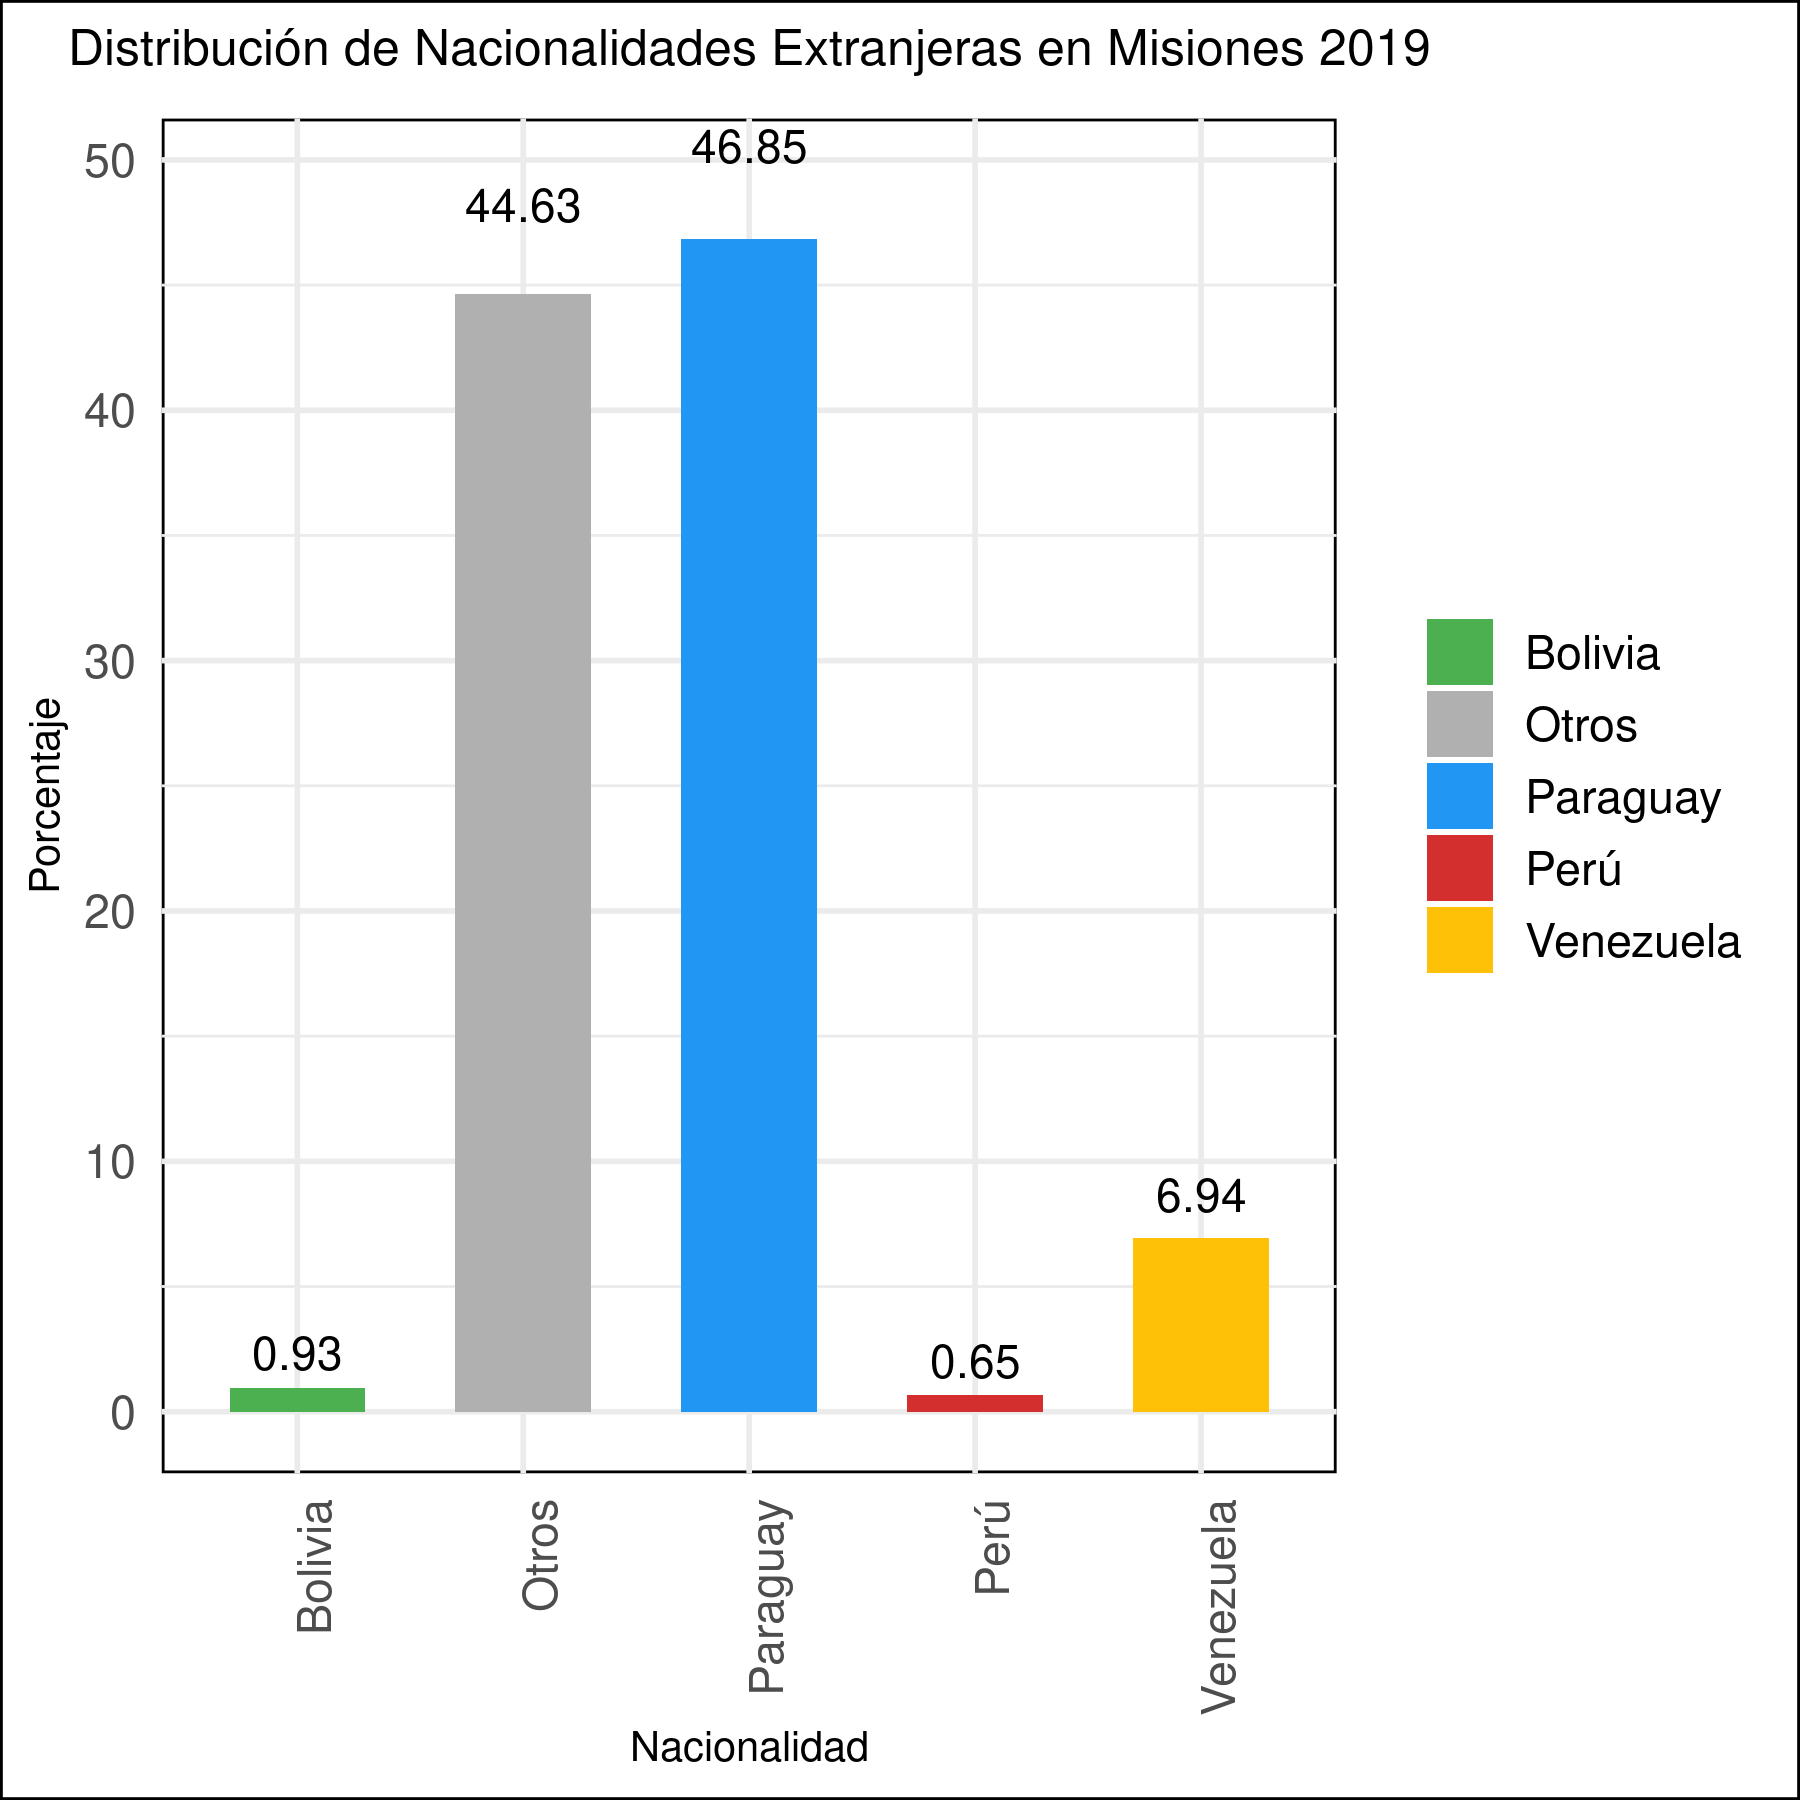 Distribución de Nacionalidades Extranjeras en Misiones 2019
Porcentaje
50
40
30
20
10
0
0.93
44.63
46.85
0.65
6.94
Bolivia
Otros
Paraguay
Perú
Venezuela
Nacionalidad
Bolivia
Otros
Paraguay
Perú
Venezuela